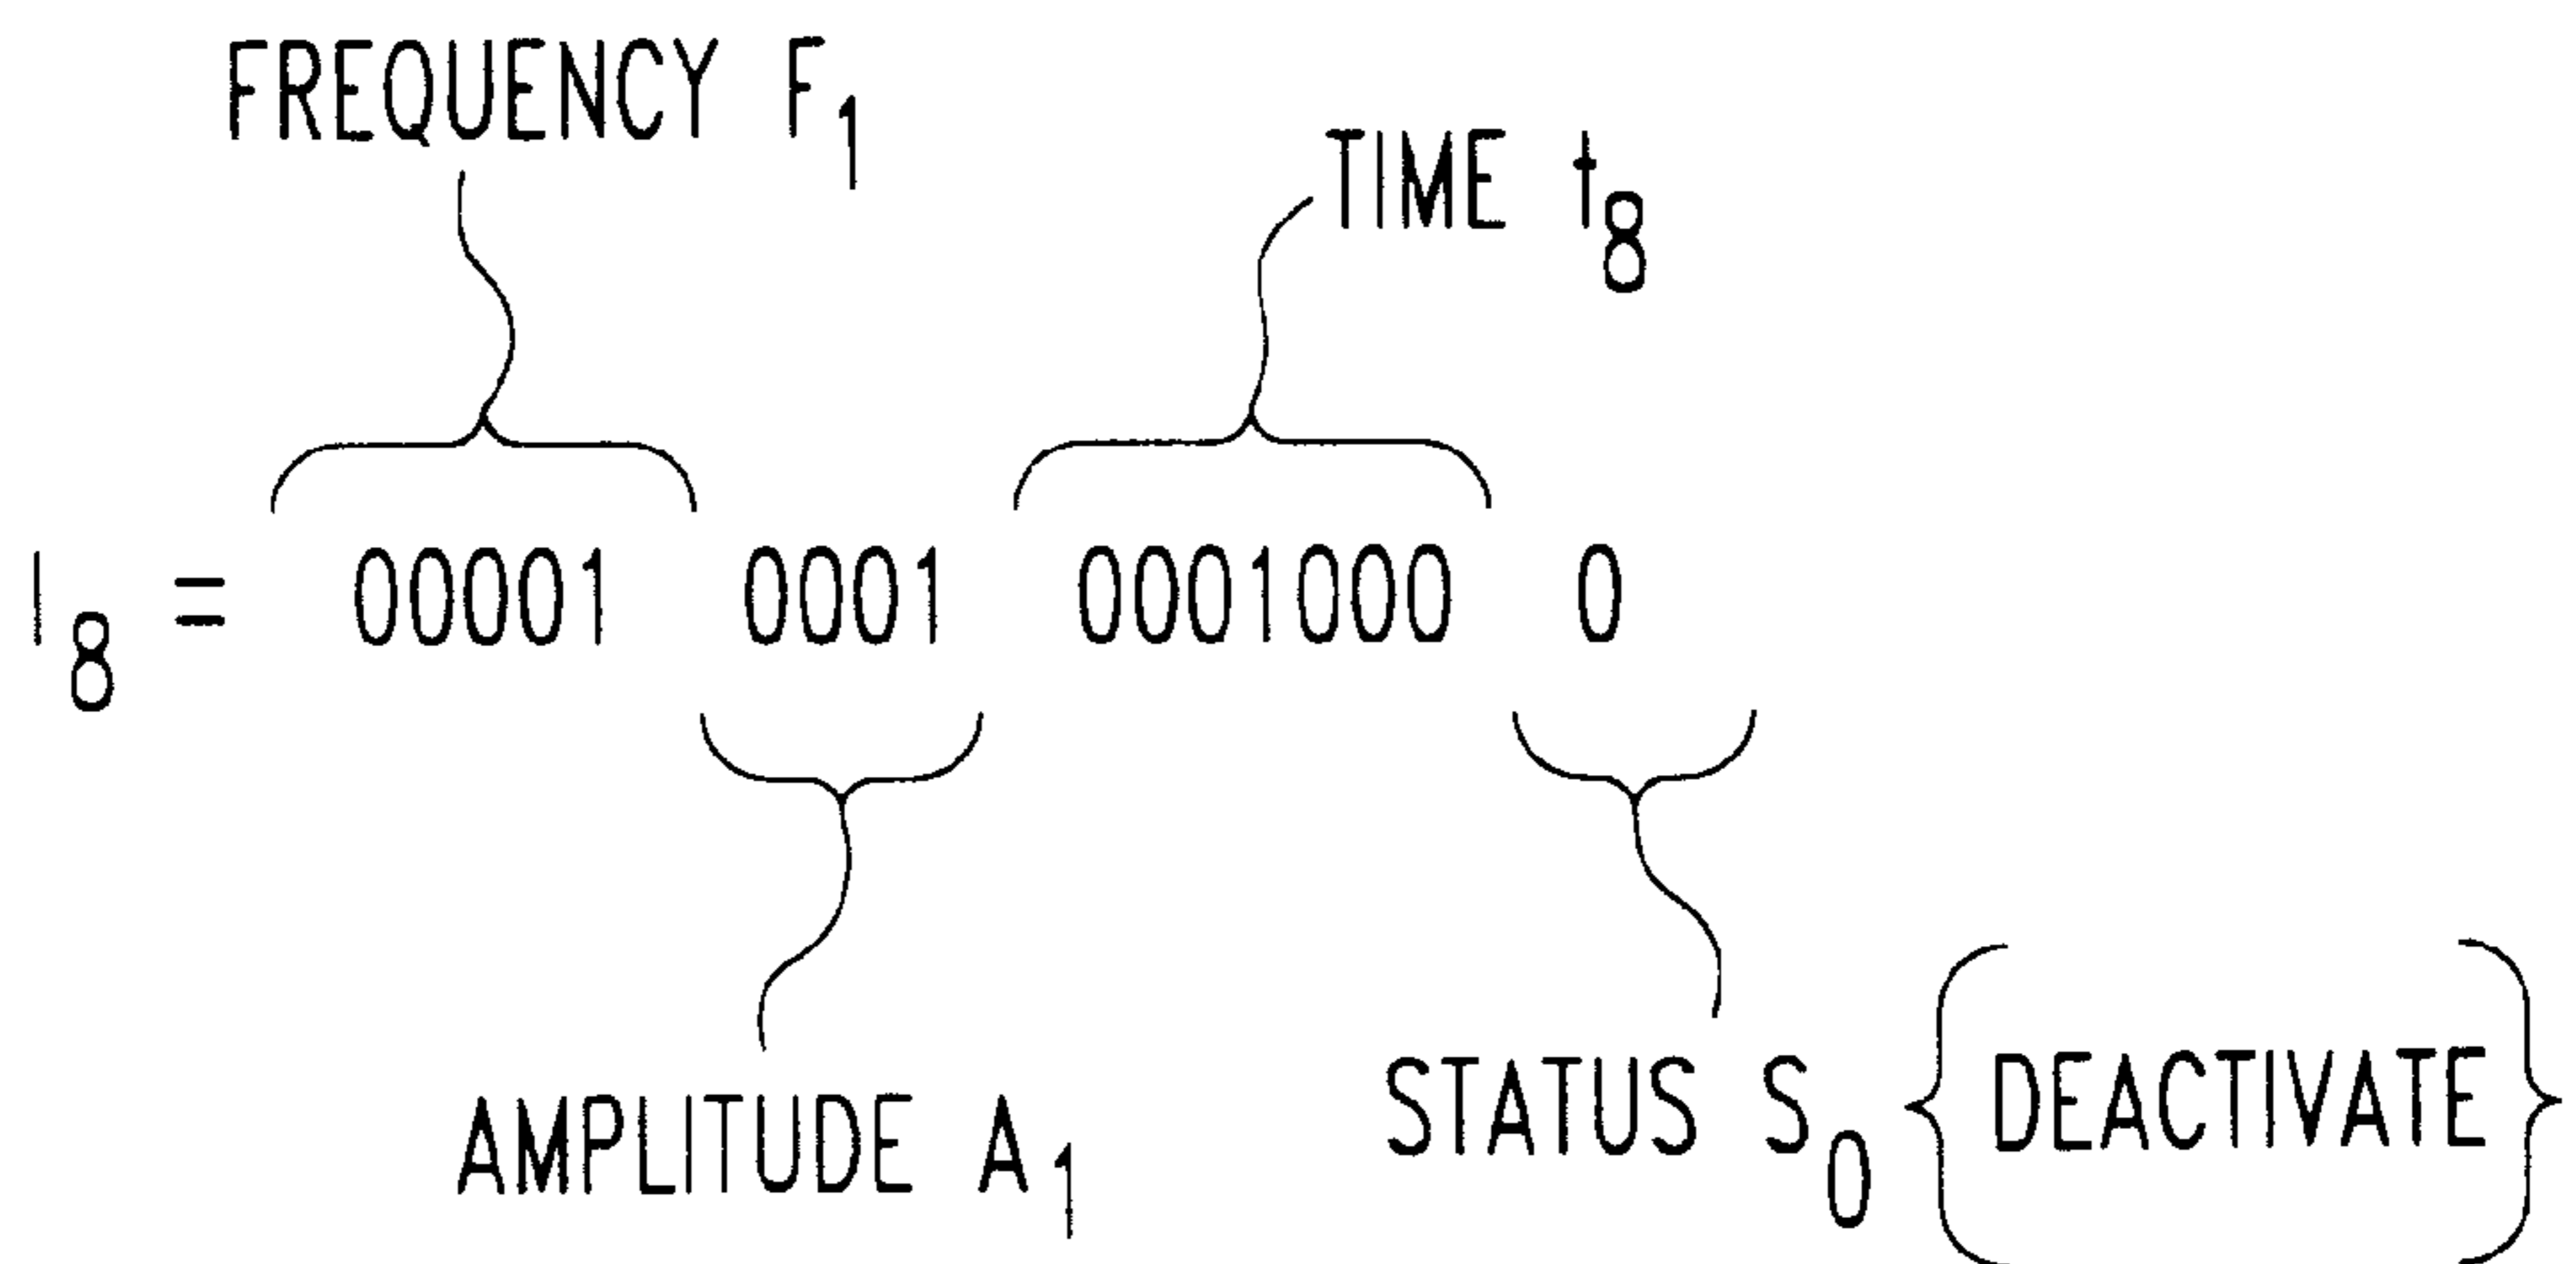 FREQUENCY F1
TIME t8
I8 = 00001 0001 0001000 0
AMPLITUDE A1
STATUS S0 {DEACTIVATE}